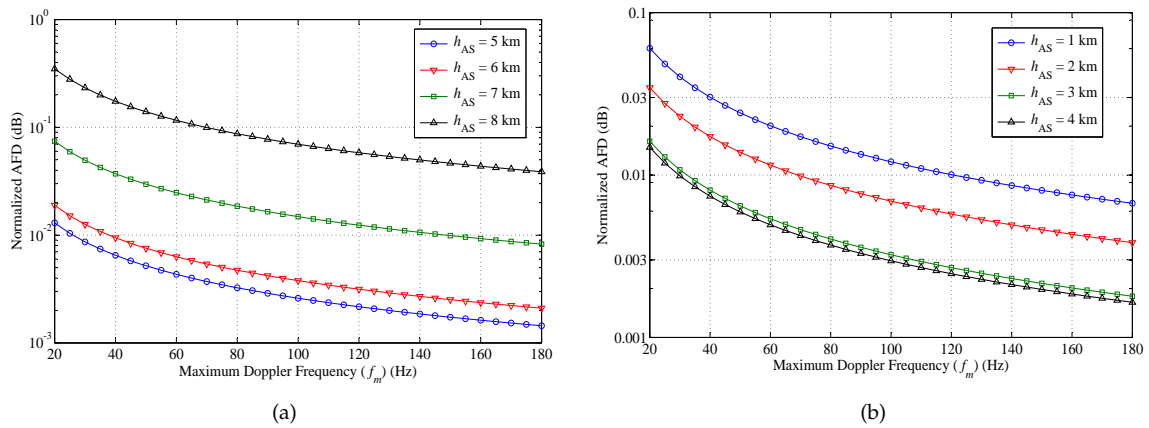 10^0
10^-1
10^-2
10^-3
Normalized AFD (dB)
h_AS = 5 km
h_AS = 6 km
h_AS = 7 km
h_AS = 8 km
20 40 60 80 100 120 140 160 180
Maximum Doppler Frequency (f_m) (Hz)
(a)
0.1
0.03
0.01
0.003
0.001
Normalized AFD (dB)
h_AS = 1 km
h_AS = 2 km
h_AS = 3 km
h_AS = 4 km
20 40 60 80 100 120 140 160 180
Maximum Doppler Frequency (f_m) (Hz)
(b)